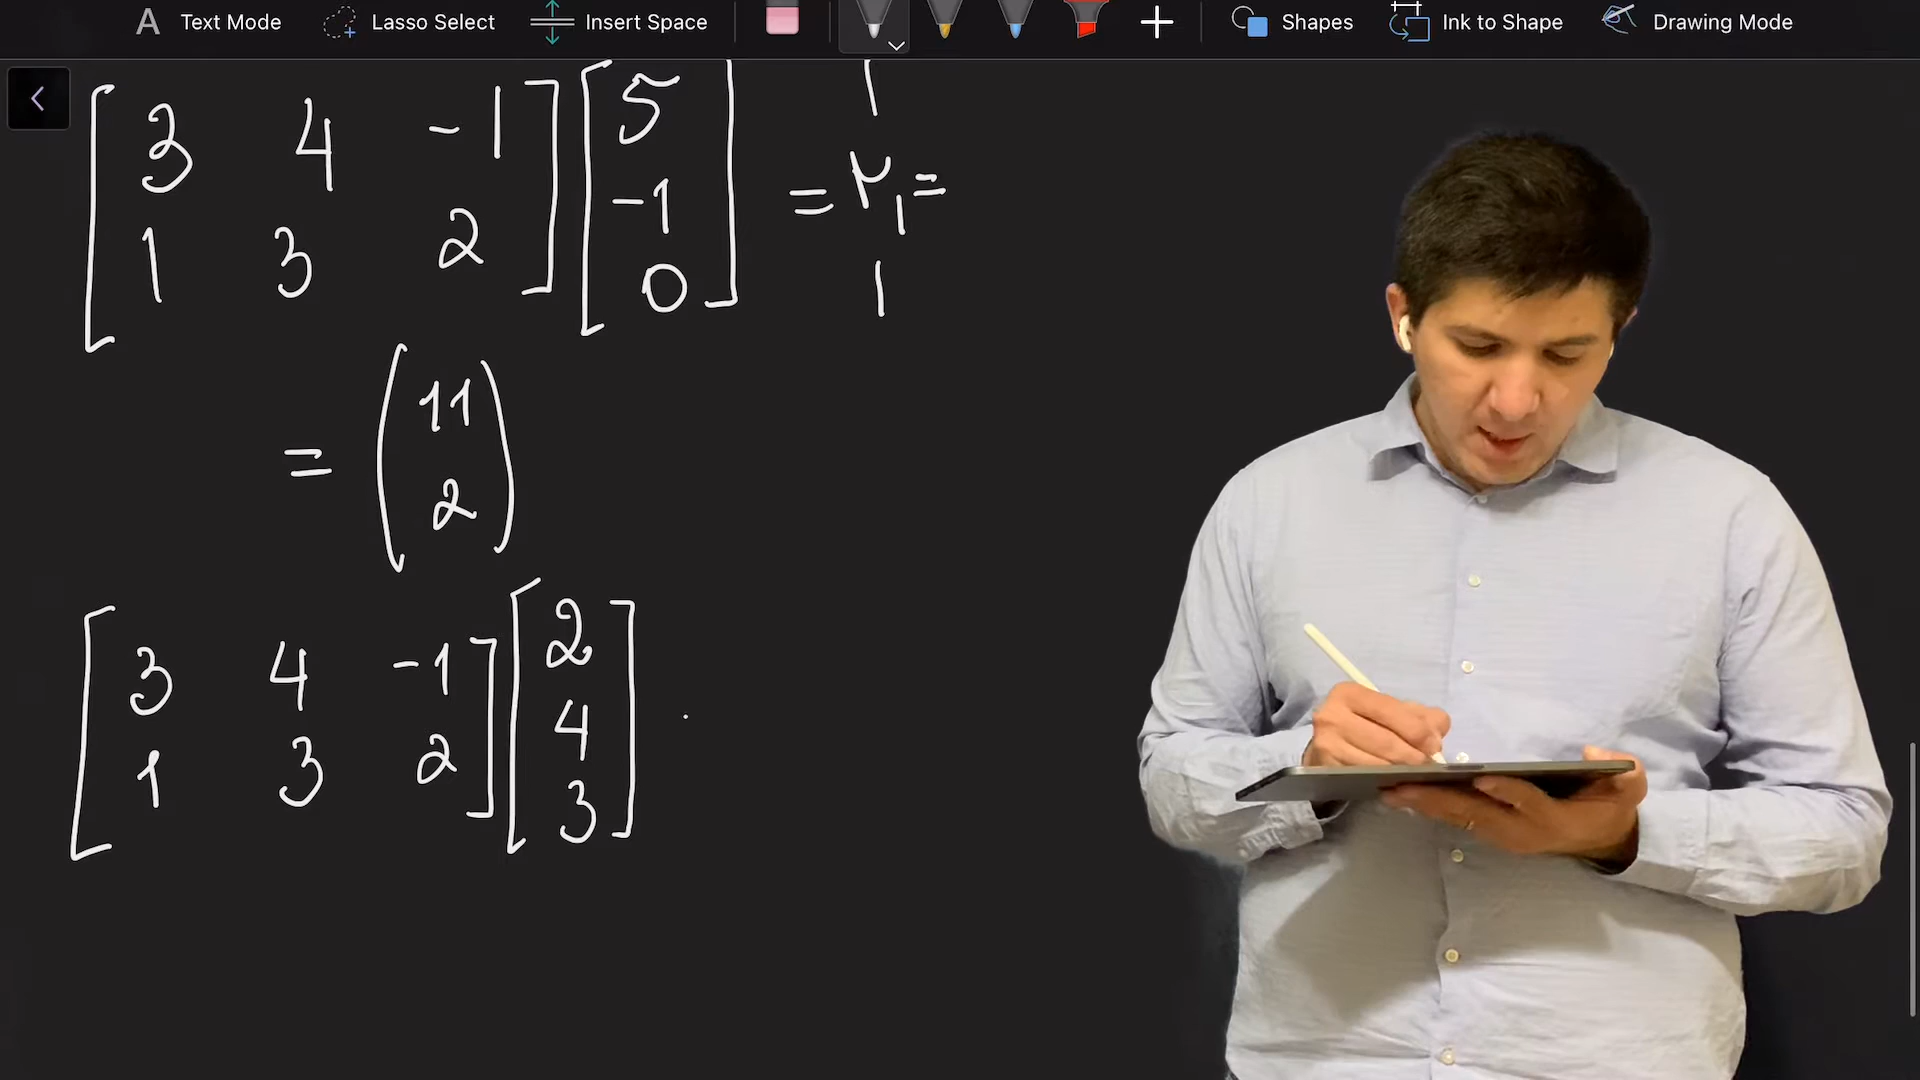 Text Mode Lasso Select Insert Space Shapes Ink to Shape Drawing Mode
[ 3 4 -1 ] [ 5 ]
[ 1 3 2 ] [ -1 ] = r₁ =
[ 0 ]
= ( 11 )
( 2 )
[ 3 4 -1 ] [ 2 ]
[ 1 3 2 ] [ 4 ]
[ 3 ]